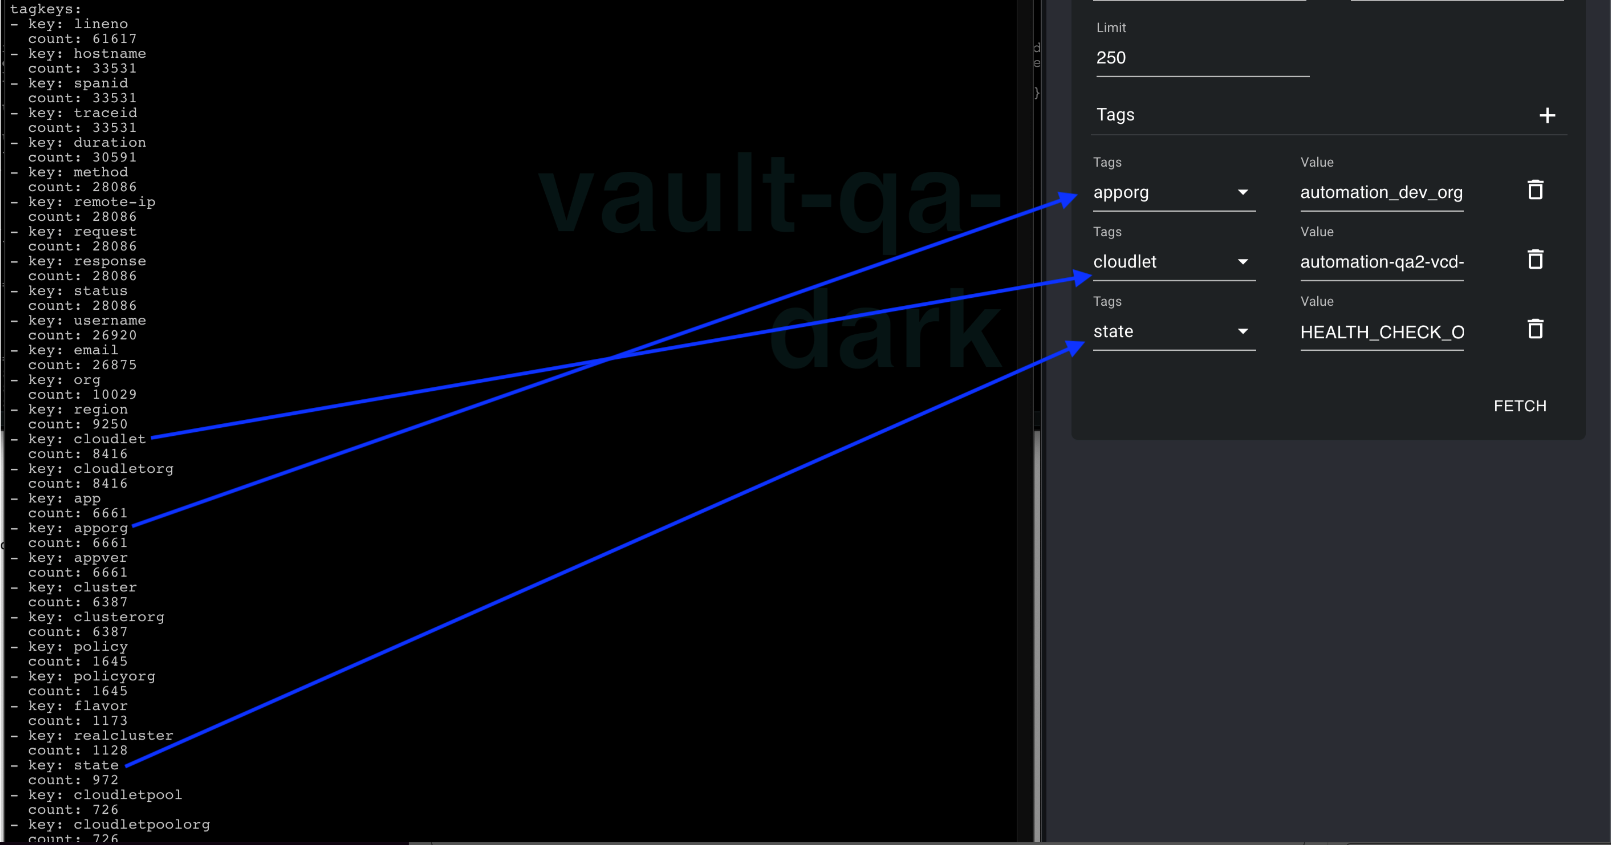 tagkeys:
- key: lineno
count: 61617
- key: hostname
count: 33531
- key: spanid
count: 33531
- key: traceid
count: 33531
- key: duration
count: 30591
- key: method
count: 28086
- key: remote-ip
count: 28086
- key: request
count: 28086
- key: response
count: 28086
- key: status
count: 28086
- key: username
count: 26920
- key: email
count: 26875
- key: org
count: 10029
- key: region
count: 9250
- key: cloudlet
count: 8416
- key: cloudletorg
count: 8416
- key: app
count: 6661
- key: apporg
count: 6661
- key: appver
count: 6661
- key: cluster
count: 6387
- key: clusterorg
count: 6387
- key: policy
count: 1645
- key: policyorg
count: 1645
- key: flavor
count: 1173
- key: realcluster
count: 1128
- key: state
count: 972
- key: cloudletpool
count: 726
- key: cloudletpoolorg
count: 726
vault-qa-
dark
d
e
}
Limit
250
Tags +
Tags Value
apporg automation_dev_org
Tags Value
cloudlet automation-qa2-vcd-
Tags Value
state HEALTH_CHECK_O
FETCH